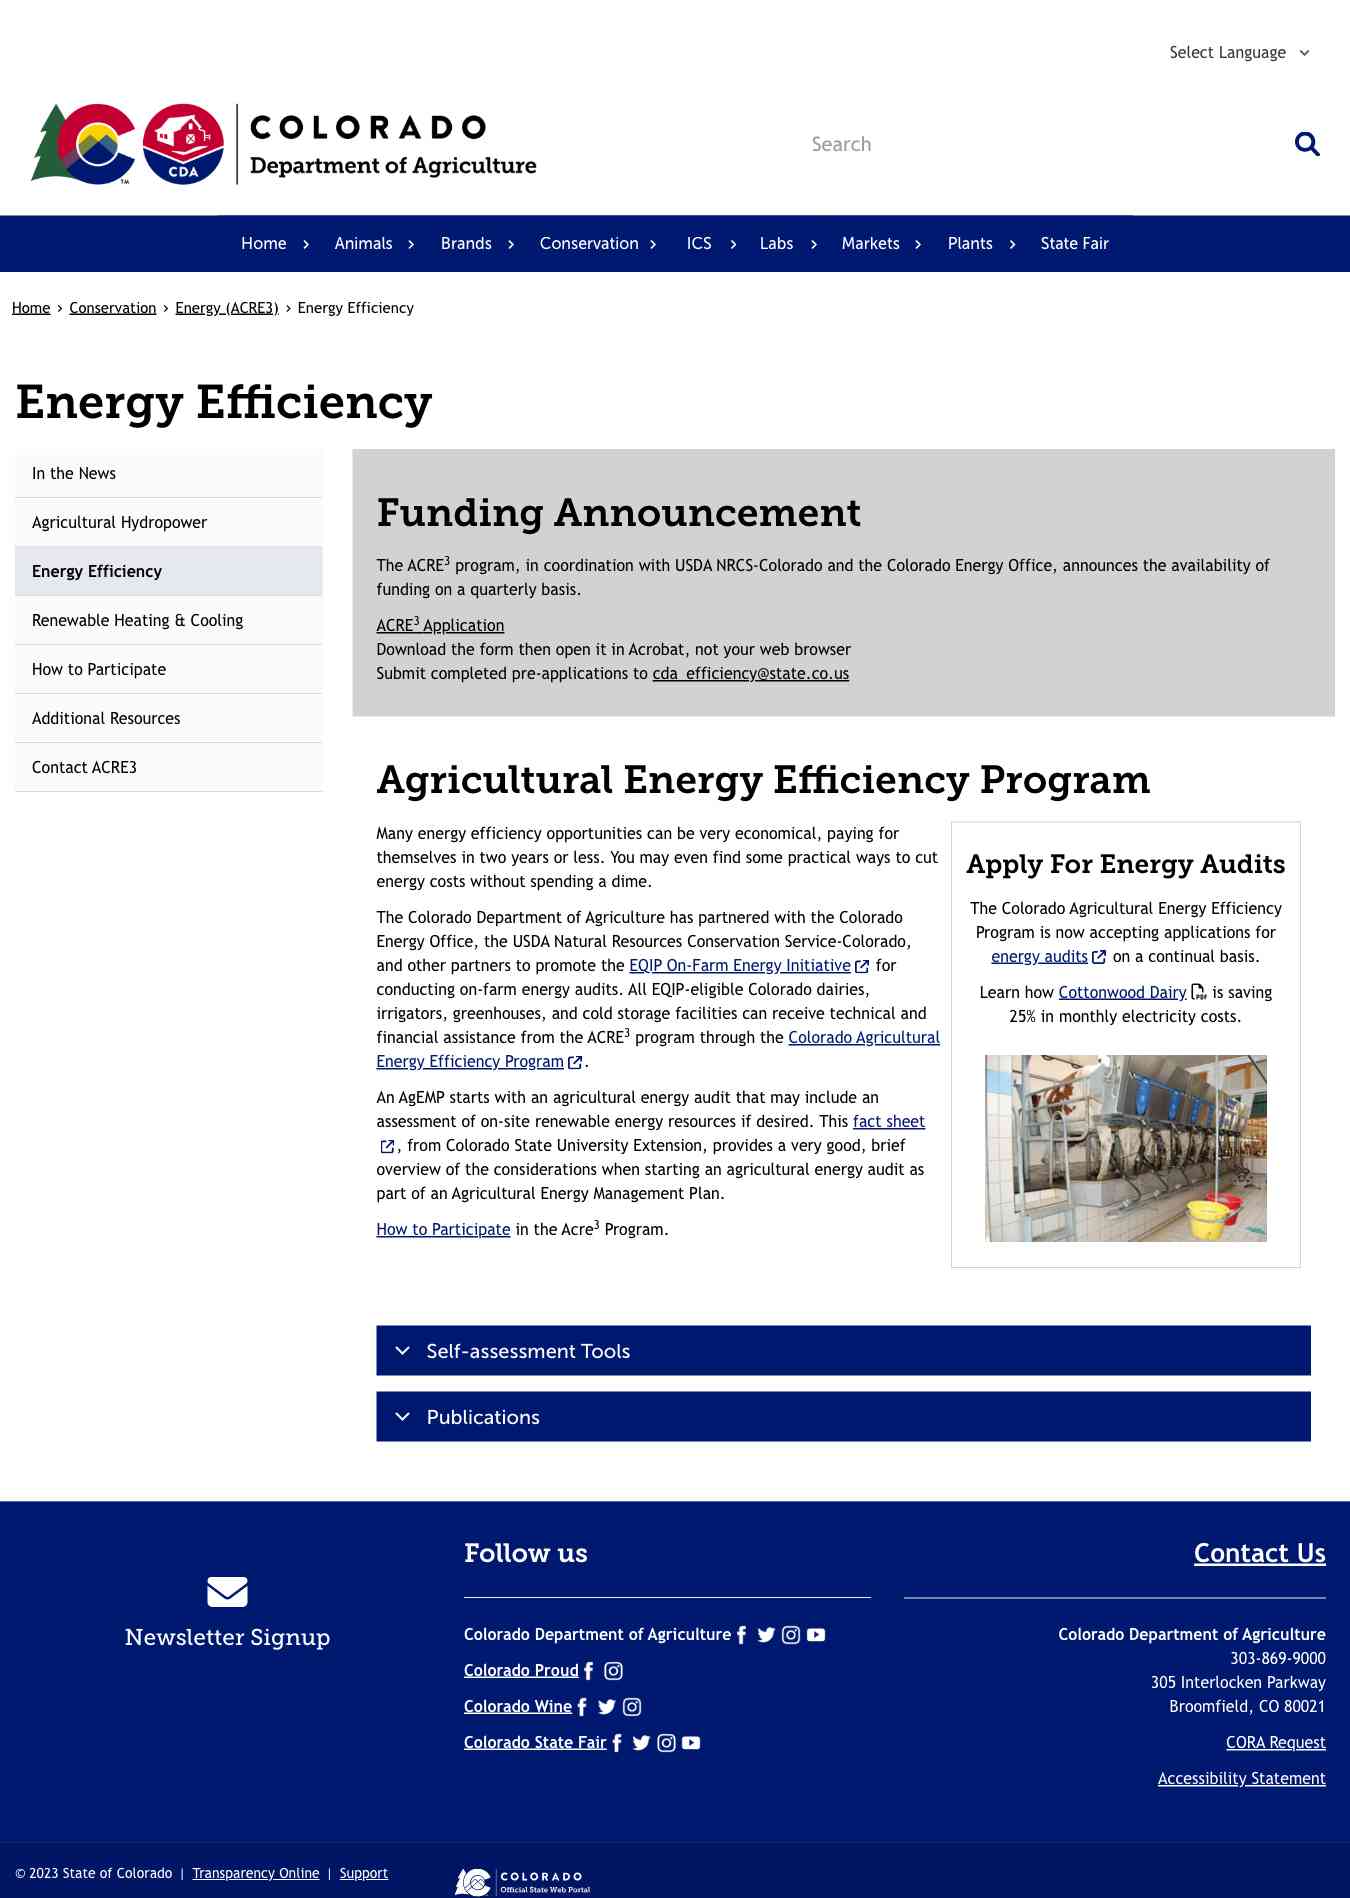 Select Language
COLORADO
Department of Agriculture
CDA
TM
Search
Home
Animals
Brands
Conservation
ICS
Labs
Markets
Plants
State Fair
Home › Conservation › Energy (ACRE3) › Energy Efficiency
Energy Efficiency
In the News
Agricultural Hydropower
Energy Efficiency
Renewable Heating & Cooling
How to Participate
Additional Resources
Contact ACRE3
Funding Announcement
The ACRE³ program, in coordination with USDA NRCS-Colorado and the Colorado Energy Office, announces the availability of
funding on a quarterly basis.
ACRE³ Application
Download the form then open it in Acrobat, not your web browser
Submit completed pre-applications to cda_efficiency@state.co.us
Agricultural Energy Efficiency Program
Many energy efficiency opportunities can be very economical, paying for
themselves in two years or less. You may even find some practical ways to cut
energy costs without spending a dime.
The Colorado Department of Agriculture has partnered with the Colorado
Energy Office, the USDA Natural Resources Conservation Service-Colorado,
and other partners to promote the EQIP On-Farm Energy Initiative for
conducting on-farm energy audits. All EQIP-eligible Colorado dairies,
irrigators, greenhouses, and cold storage facilities can receive technical and
financial assistance from the ACRE³ program through the Colorado Agricultural
Energy Efficiency Program.
An AgEMP starts with an agricultural energy audit that may include an
assessment of on-site renewable energy resources if desired. This fact sheet
, from Colorado State University Extension, provides a very good, brief
overview of the considerations when starting an agricultural energy audit as
part of an Agricultural Energy Management Plan.
How to Participate in the Acre³ Program.
Apply For Energy Audits
The Colorado Agricultural Energy Efficiency
Program is now accepting applications for
energy audits on a continual basis.
Learn how Cottonwood Dairy PDF is saving
25% in monthly electricity costs.
Self-assessment Tools
Publications
Newsletter Signup
Follow us
Colorado Department of Agriculture
Colorado Proud
Colorado Wine
Colorado State Fair
Contact Us
Colorado Department of Agriculture
303-869-9000
305 Interlocken Parkway
Broomfield, CO 80021
CORA Request
Accessibility Statement
© 2023 State of Colorado | Transparency Online | Support
COLORADO
Official State Web Portal